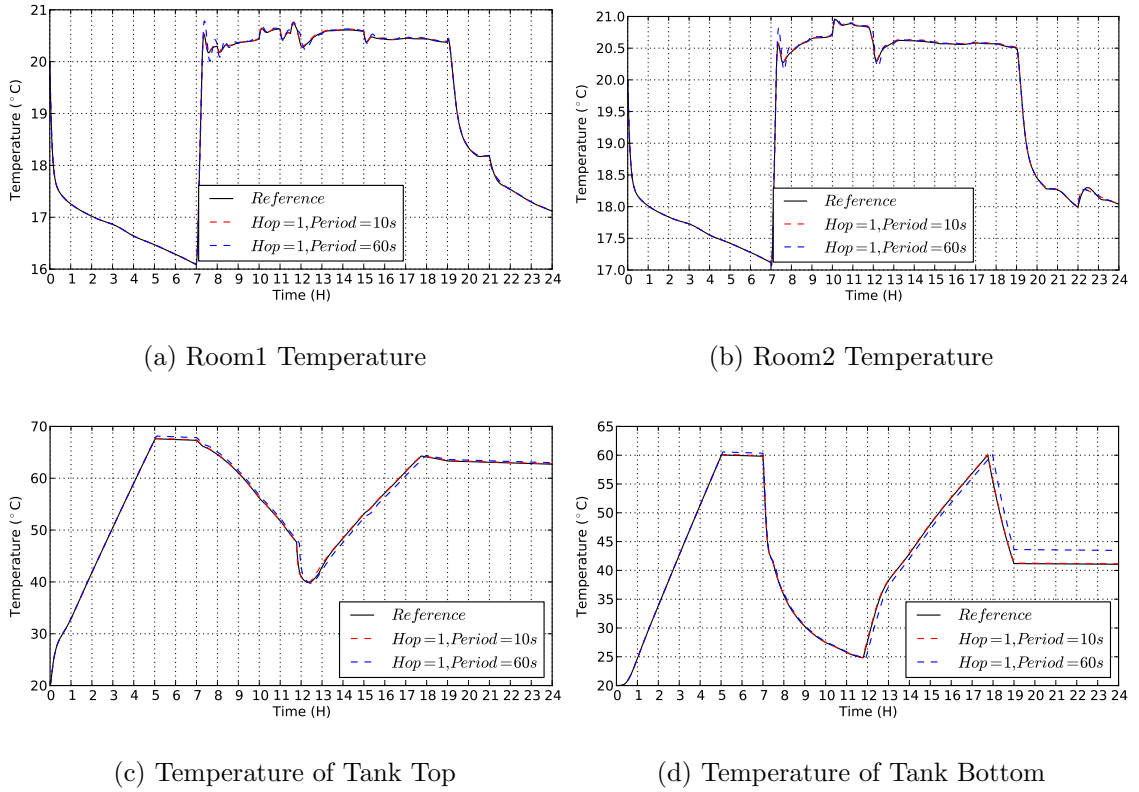 21
20
19
18
17
16
Temperature (°C)
Reference
Hop=1,Period=10s
Hop=1,Period=60s
0 1 2 3 4 5 6 7 8 9 10 11 12 13 14 15 16 17 18 19 20 21 22 23 24
Time (H)
(a) Room1 Temperature
21.0
20.5
20.0
19.5
19.0
18.5
18.0
17.5
17.0
Temperature (°C)
Reference
Hop=1,Period=10s
Hop=1,Period=60s
0 1 2 3 4 5 6 7 8 9 10 11 12 13 14 15 16 17 18 19 20 21 22 23 24
Time (H)
(b) Room2 Temperature
70
60
50
40
30
20
Temperature (°C)
Reference
Hop=1,Period=10s
Hop=1,Period=60s
0 1 2 3 4 5 6 7 8 9 10 11 12 13 14 15 16 17 18 19 20 21 22 23 24
Time (H)
(c) Temperature of Tank Top
65
60
55
50
45
40
35
30
25
20
Temperature (°C)
Reference
Hop=1,Period=10s
Hop=1,Period=60s
0 1 2 3 4 5 6 7 8 9 10 11 12 13 14 15 16 17 18 19 20 21 22 23 24
Time (H)
(d) Temperature of Tank Bottom